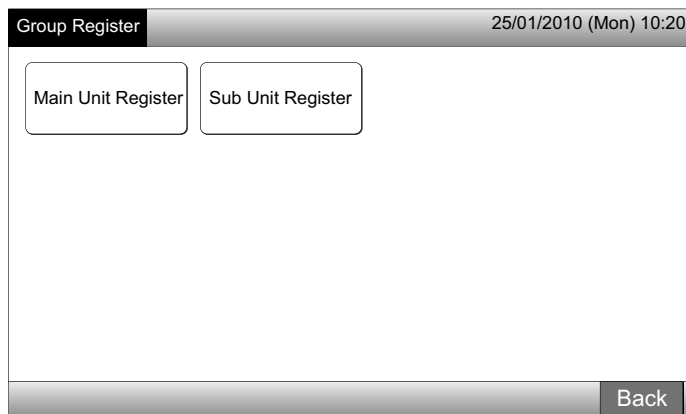 Group Register 25/01/2010 (Mon) 10:20
Main Unit Register Sub Unit Register
Back